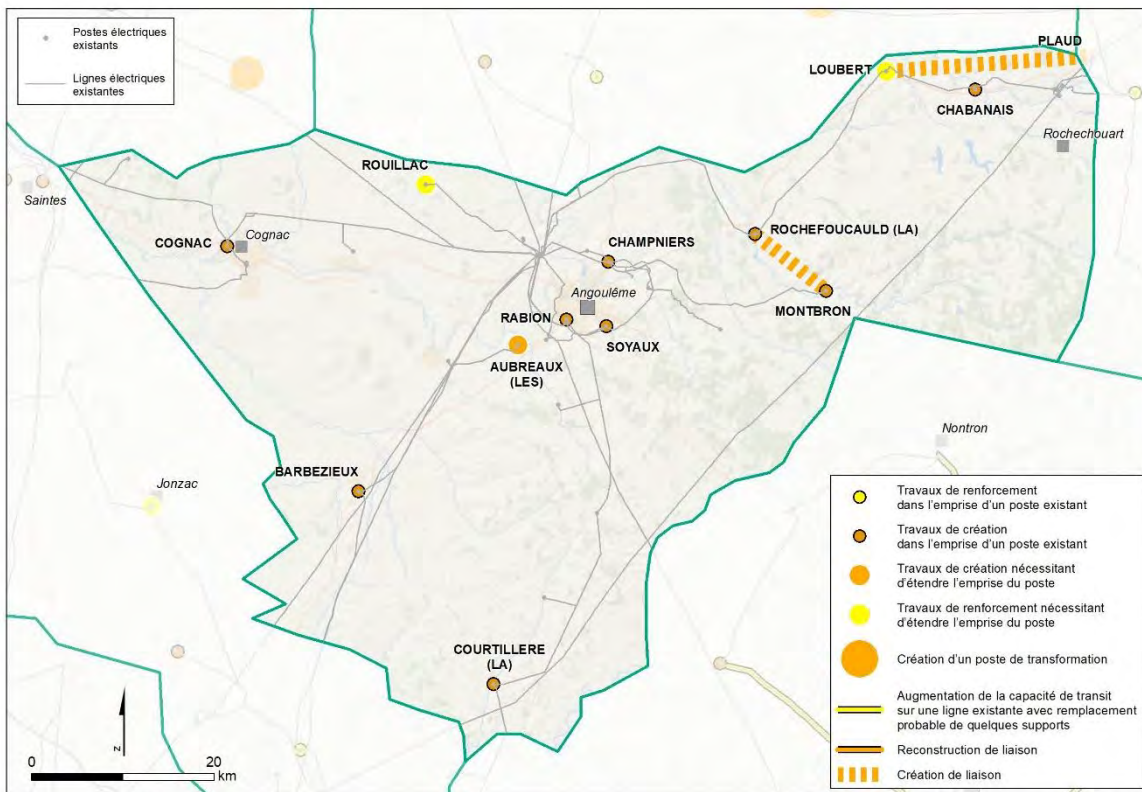 Postes électriques
existants
Lignes électriques
existantes
PLAUD
LOUBERT
CHABANAIS
Rochechouart
ROUILLAC
Saintes
COGNAC
Cognac
ROCHEFOUCAULD (LA)
CHAMPNIERS
Angoulême
MONTBRON
RABION
SOYAUX
AUBREAUX
(LES)
Nontron
BARBEZIEUX
Jonzac
COURTILLERE
(LA)
Travaux de renforcement
dans l'emprise d'un poste existant
Travaux de création
dans l'emprise d'un poste existant
Travaux de création nécessitant
d'étendre l'emprise du poste
Travaux de renforcement nécessitant
d'étendre l'emprise du poste
Création d'un poste de transformation
Augmentation de la capacité de transit
sur une ligne existante avec remplacement
probable de quelques supports
Reconstruction de liaison
Création de liaison
N
0 20
km